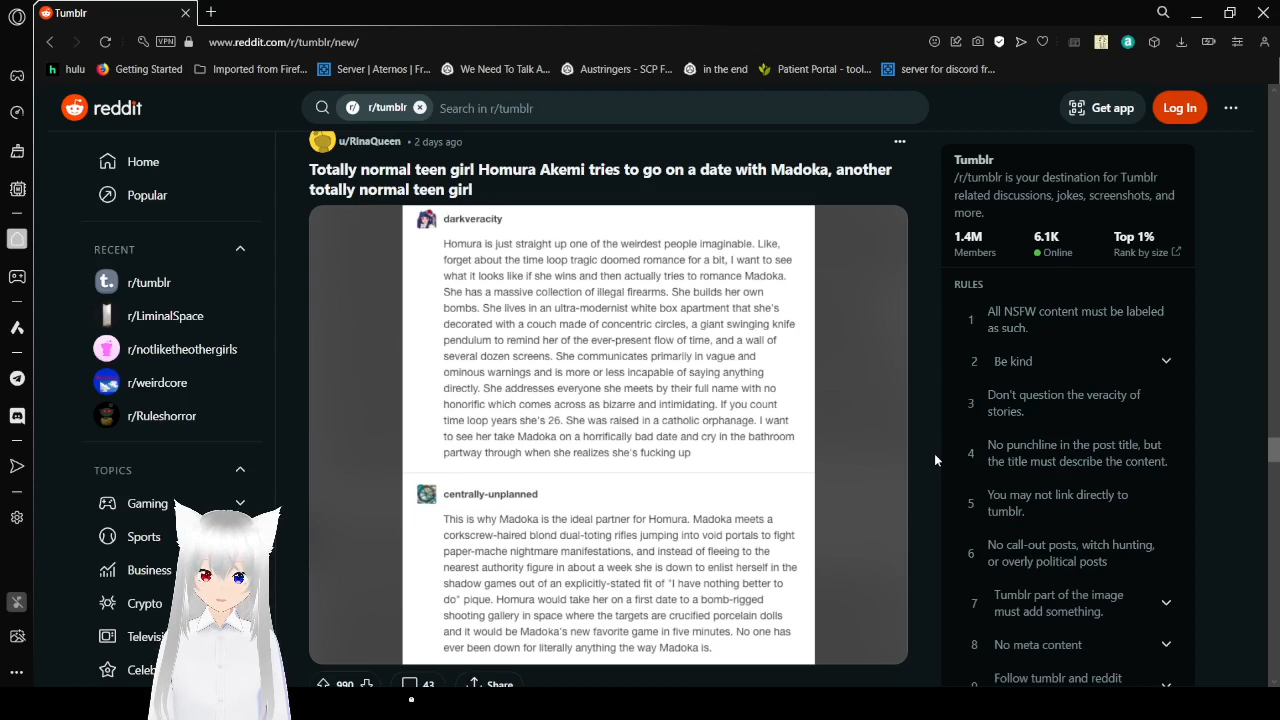 Tumblr
VPN
www.reddit.com/r/tumblr/new/
hulu
Getting Started
Imported from Firef...
Server | Aternos | Fr...
We Need To Talk A...
Austringers - SCP F...
in the end
Patient Portal - tool...
server for discord fr...
reddit
r/tumblr
Search in r/tumblr
Get app
Log In
Home
Popular
RECENT
r/tumblr
r/LiminalSpace
r/notliketheothergirls
r/weirdcore
r/Ruleshorror
TOPICS
Gaming
Sports
Business
Crypto
Televisi
Celeb
u/RinaQueen • 2 days ago
Totally normal teen girl Homura Akemi tries to go on a date with Madoka, another
totally normal teen girl
darkveracity
Homura is just straight up one of the weirdest people imaginable. Like,
forget about the time loop tragic doomed romance for a bit, I want to see
what it looks like if she wins and then actually tries to romance Madoka.
She has a massive collection of illegal firearms. She builds her own
bombs. She lives in an ultra-modernist white box apartment that she's
decorated with a couch made of concentric circles, a giant swinging knife
pendulum to remind her of the ever-present flow of time, and a wall of
several dozen screens. She communicates primarily in vague and
ominous warnings and is more or less incapable of saying anything
directly. She addresses everyone she meets by their full name with no
honorific which comes across as bizarre and intimidating. If you count
time loop years she's 26. She was raised in a catholic orphanage. I want
to see her take Madoka on a horrifically bad date and cry in the bathroom
partway through when she realizes she's fucking up
centrally-unplanned
This is why Madoka is the ideal partner for Homura. Madoka meets a
corkscrew-haired blond dual-toting rifles jumping into void portals to fight
paper-mache nightmare manifestations, and instead of fleeing to the
nearest authority figure in about a week she is down to enlist herself in the
shadow games out of an explicitly-stated fit of "I have nothing better to
do" pique. Homura would take her on a first date to a bomb-rigged
shooting gallery in space where the targets are crucified porcelain dolls
and it would be Madoka's new favorite game in five minutes. No one has
ever been down for literally anything the way Madoka is.
990
43
Share
Tumblr
/r/tumblr is your destination for Tumblr
related discussions, jokes, screenshots, and
more.
1.4M
6.1K
Top 1%
Members
Online
Rank by size
RULES
1
All NSFW content must be labeled
as such.
2
Be kind
3
Don't question the veracity of
stories.
4
No punchline in the post title, but
the title must describe the content.
5
You may not link directly to
tumblr.
6
No call-out posts, witch hunting,
or overly political posts
7
Tumblr part of the image
must add something.
8
No meta content
9
Follow tumblr and reddit